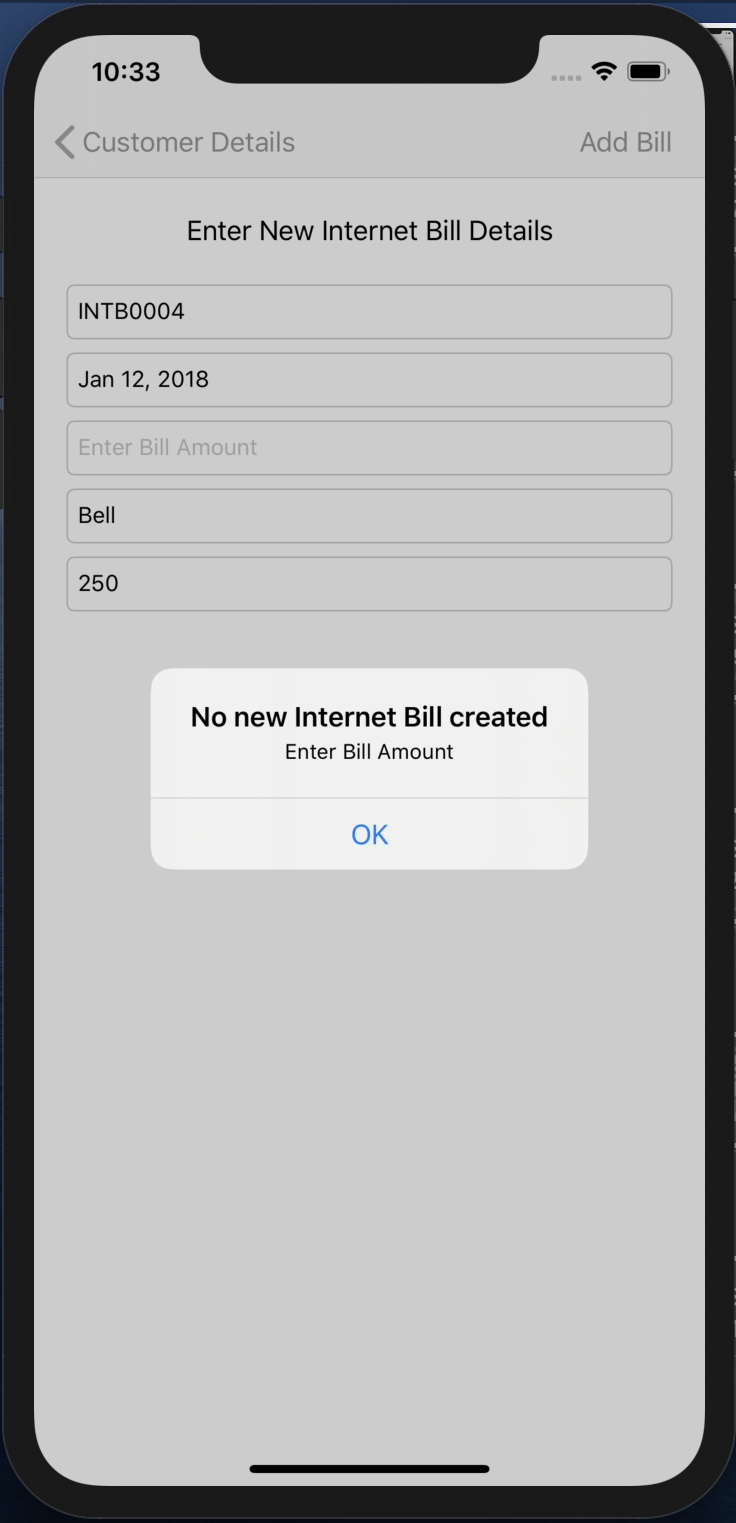 10:33
Customer Details
Add Bill
Enter New Internet Bill Details
INTB0004
Jan 12, 2018
Enter Bill Amount
Bell
250
No new Internet Bill created
Enter Bill Amount
OK